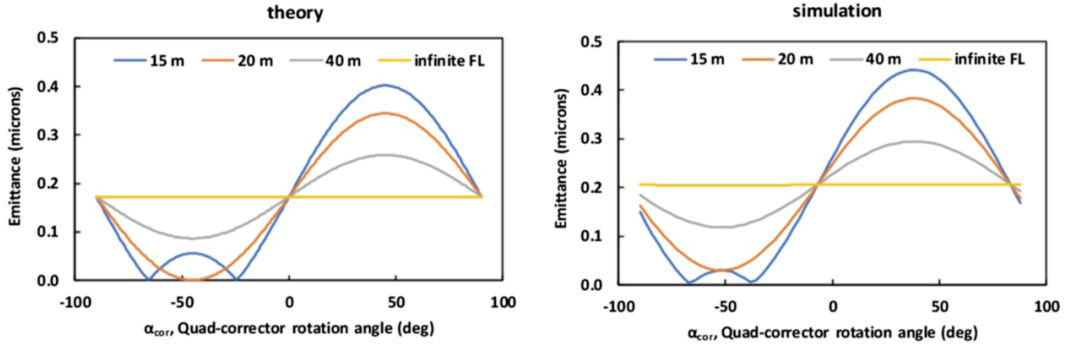 theory
0.5
15 m 20 m 40 m infinite FL
0.4
0.3
0.2
0.1
0.0
-100 -50 0 50 100
Emittance (microns)
αcor, Quad-corrector rotation angle (deg)
simulation
0.5
15 m 20 m 40 m infinite FL
0.4
0.3
0.2
0.1
0.0
-100 -50 0 50 100
Emittance (microns)
αcor, Quad-corrector rotation angle (deg)